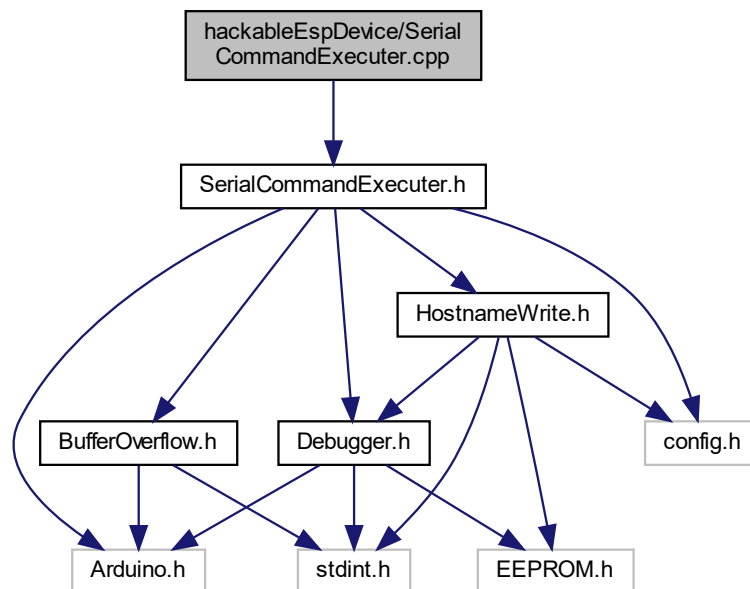 hackableEspDevice/Serial
CommandExecuter.cpp
SerialCommandExecuter.h
HostnameWrite.h
BufferOverflow.h
Debugger.h
config.h
Arduino.h
stdint.h
EEPROM.h